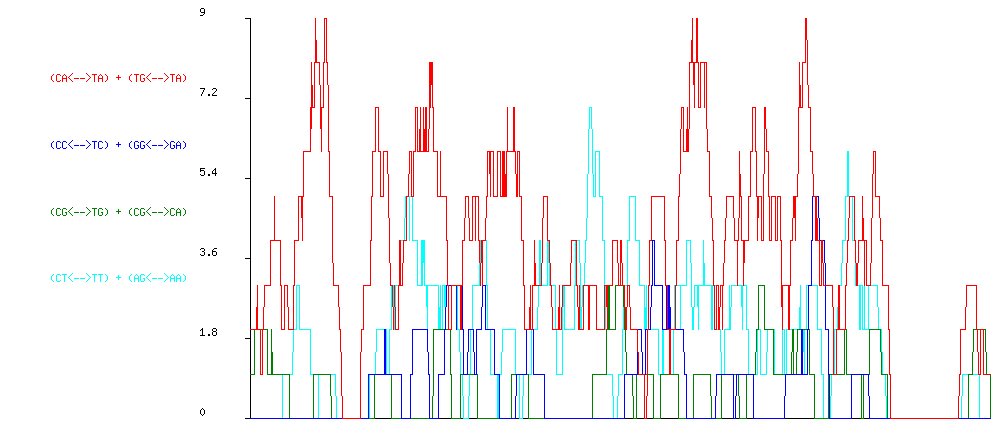 9
(CA<-->TA) + (TG<-->TA)
7.2
(CC<-->TC) + (GG<-->GA)
5.4
(CG<-->TG) + (CG<-->CA)
3.6
(CT<-->TT) + (AG<-->AA)
1.8
0